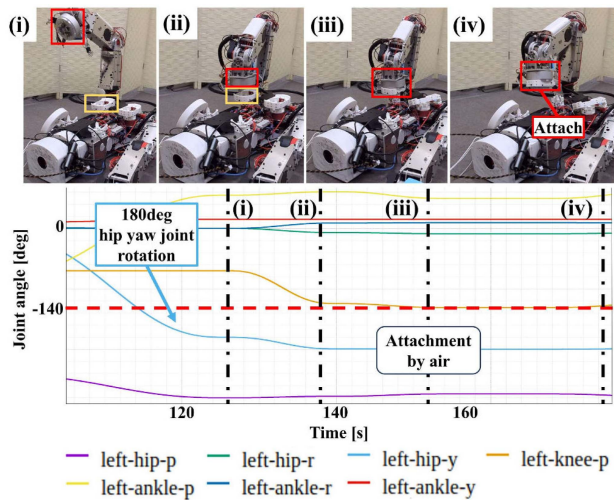 (i) (ii) (iii) (iv)
Attach
Joint angle [deg]
0
-140
180deg
hip yaw joint
rotation
(i) (ii) (iii) (iv)
Attachment
by air
120 140 160
Time [s]
left-hip-p left-hip-r left-hip-y left-knee-p
left-ankle-p left-ankle-r left-ankle-y